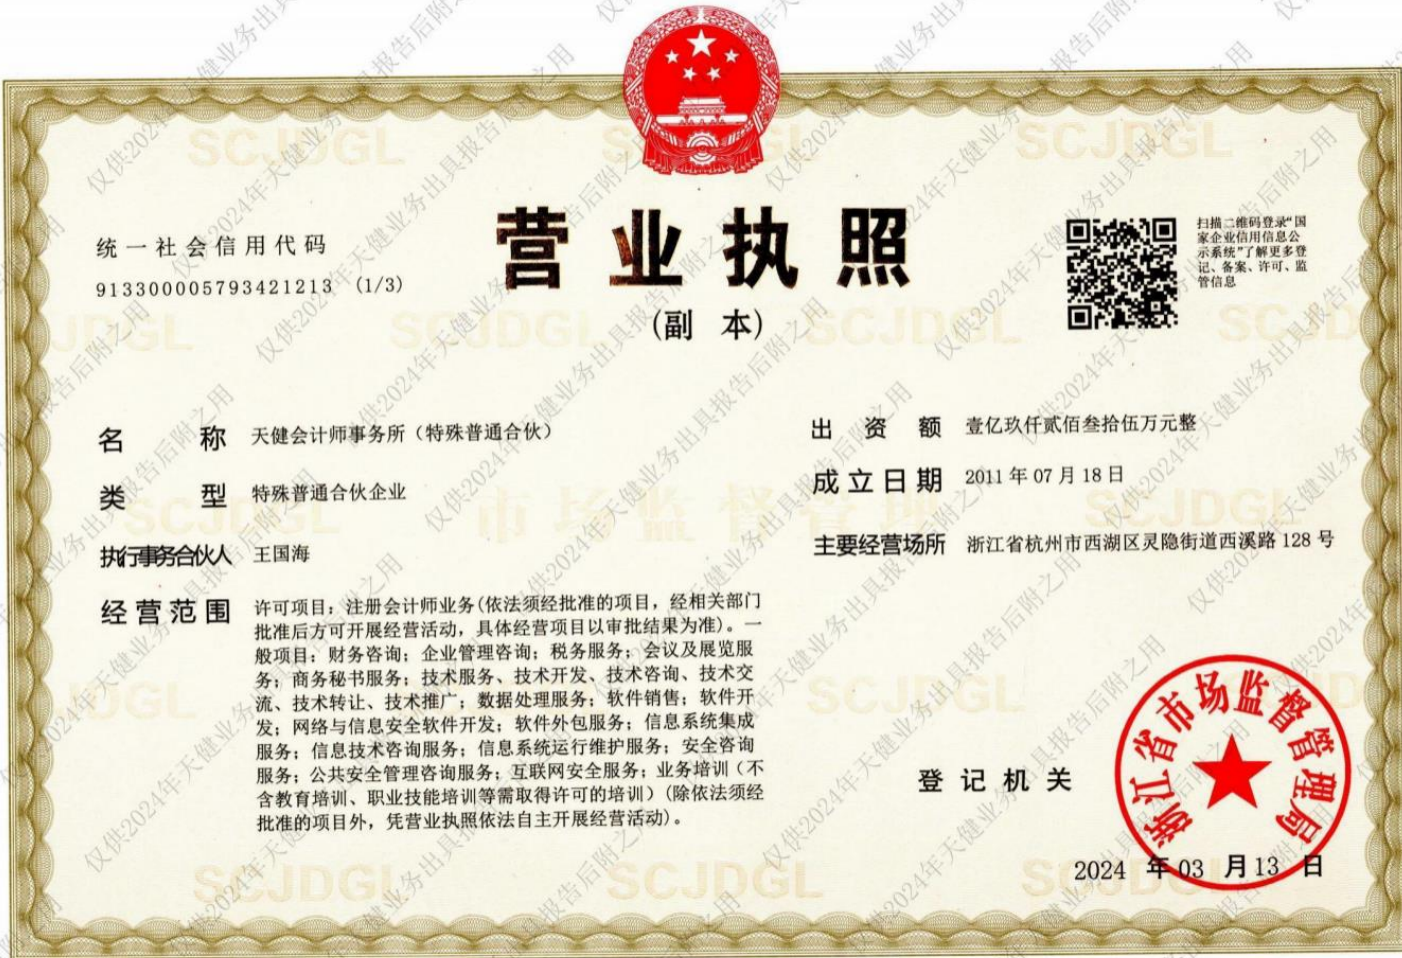 营业执照
(副 本)
统一社会信用代码
913300005793421213 (1/3)
扫描二维码登录“国
家企业信用信息公
示系统”了解更多登
记、备案、许可、监
管信息
名 称 天健会计师事务所（特殊普通合伙）
类 型 特殊普通合伙企业
执行事务合伙人 王国海
经营范围 许可项目：注册会计师业务(依法须经批准的项目，经相关部门
批准后方可开展经营活动，具体经营项目以审批结果为准)。一
般项目：财务咨询；企业管理咨询；税务服务；会议及展览服
务；商务秘书服务；技术服务、技术开发、技术咨询、技术交
流、技术转让、技术推广；数据处理服务；软件销售；软件开
发；网络与信息安全软件开发；软件外包服务；信息系统集成
服务；信息技术咨询服务；信息系统运行维护服务；安全咨询
服务；公共安全管理咨询服务；互联网安全服务；业务培训（不
含教育培训、职业技能培训等需取得许可的培训）(除依法须经
批准的项目外，凭营业执照依法自主开展经营活动)。
出 资 额 壹亿玖仟贰佰叁拾伍万元整
成立日期 2011 年 07 月 18 日
主要经营场所 浙江省杭州市西湖区灵隐街道西溪路 128 号
登记机关
浙江省市场监督管理局
2024 年 03 月 13 日
SCJDGL
市场监督管理
仅供2024年天健业务出具报告后附之用